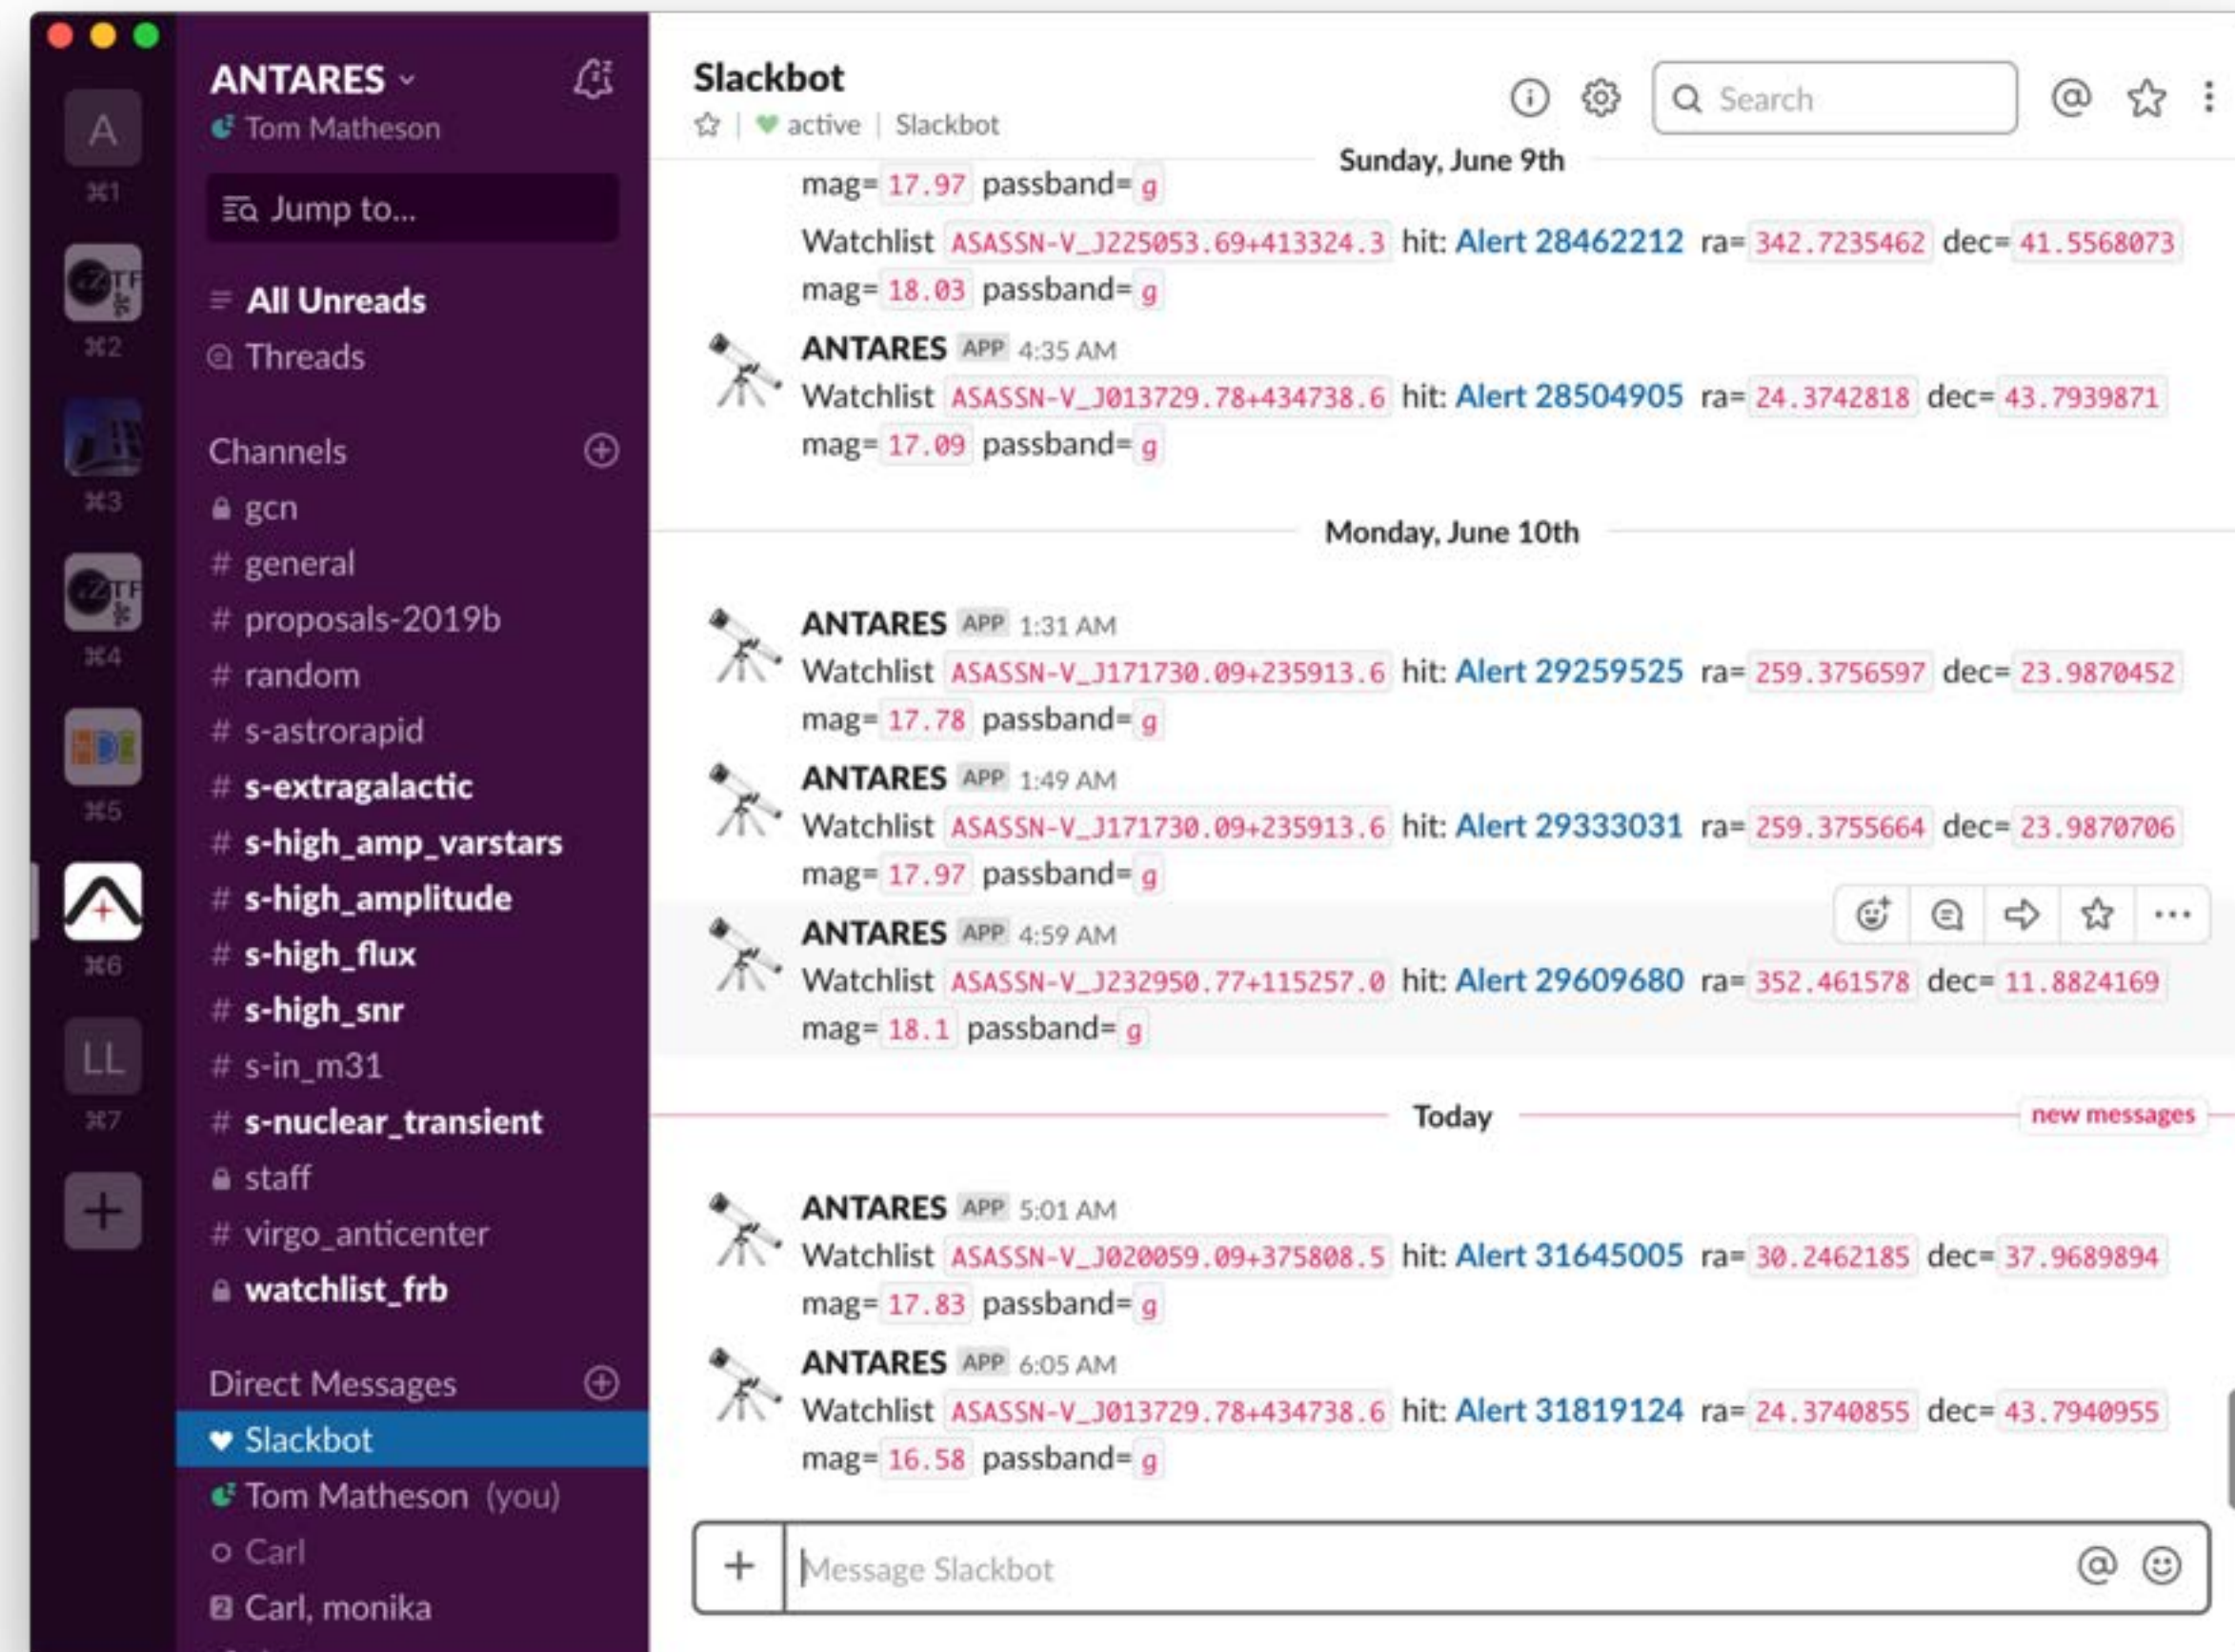 A
⌘1
ZTF
⌘2
⌘3
ZTF
⌘4
⌘5
⌘6
LL
⌘7
+
ANTARES
Tom Matheson
Jump to...
All Unreads
Threads
Channels
gcn
# general
# proposals-2019b
# random
# s-astrorapid
# s-extragalactic
# s-high_amp_varstars
# s-high_amplitude
# s-high_flux
# s-high_snr
# s-in_m31
# s-nuclear_transient
staff
# virgo_anticenter
watchlist_frb
Direct Messages
Slackbot
Tom Matheson (you)
Carl
2 Carl, monika
Slackbot
| active | Slackbot
Search
Sunday, June 9th
mag= 17.97 passband= g
Watchlist ASASSN-V_J225053.69+413324.3 hit: Alert 28462212 ra= 342.7235462 dec= 41.5568073
mag= 18.03 passband= g
ANTARES APP 4:35 AM
Watchlist ASASSN-V_J013729.78+434738.6 hit: Alert 28504905 ra= 24.3742818 dec= 43.7939871
mag= 17.09 passband= g
Monday, June 10th
ANTARES APP 1:31 AM
Watchlist ASASSN-V_J171730.09+235913.6 hit: Alert 29259525 ra= 259.3756597 dec= 23.9870452
mag= 17.78 passband= g
ANTARES APP 1:49 AM
Watchlist ASASSN-V_J171730.09+235913.6 hit: Alert 29333031 ra= 259.3755664 dec= 23.9870706
mag= 17.97 passband= g
ANTARES APP 4:59 AM
Watchlist ASASSN-V_J232950.77+115257.0 hit: Alert 29609680 ra= 352.461578 dec= 11.8824169
mag= 18.1 passband= g
Today
new messages
ANTARES APP 5:01 AM
Watchlist ASASSN-V_J020059.09+375808.5 hit: Alert 31645005 ra= 30.2462185 dec= 37.9689894
mag= 17.83 passband= g
ANTARES APP 6:05 AM
Watchlist ASASSN-V_J013729.78+434738.6 hit: Alert 31819124 ra= 24.3740855 dec= 43.7940955
mag= 16.58 passband= g
+ Message Slackbot @